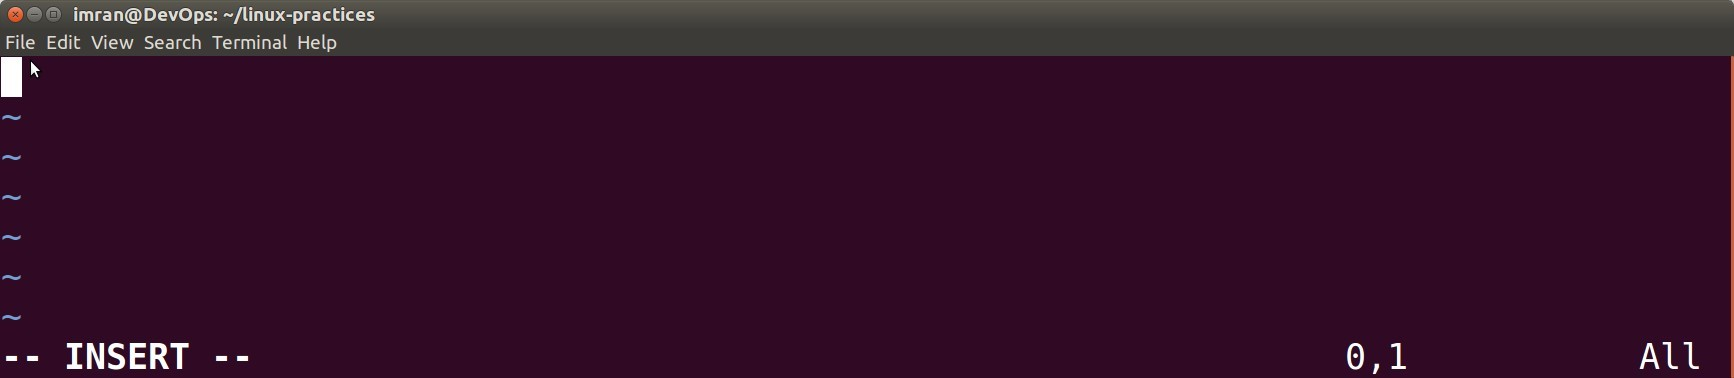 imran@DevOps: ~/linux-practices
File Edit View Search Terminal Help
~
~
~
~
~
~
-- INSERT -- 0,1 All